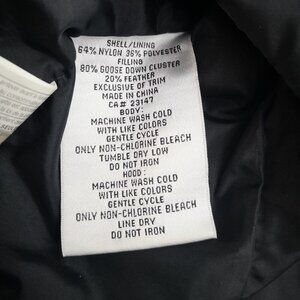 SHELL/LINING
64% NYLON 36% POLYESTER
FILLING
80% GOOSE DOWN CLUSTER
20% FEATHER
EXCLUSIVE OF TRIM
MADE IN CHINA
CA# 23147
BODY:
MACHINE WASH COLD
WITH LIKE COLORS
GENTLE CYCLE
ONLY NON-CHLORINE BLEACH
TUMBLE DRY LOW
DO NOT IRON
HOOD:
MACHINE WASH COLD
WITH LIKE COLORS
GENTLE CYCLE
ONLY NON-CHLORINE BLEACH
LINE DRY
DO NOT IRON